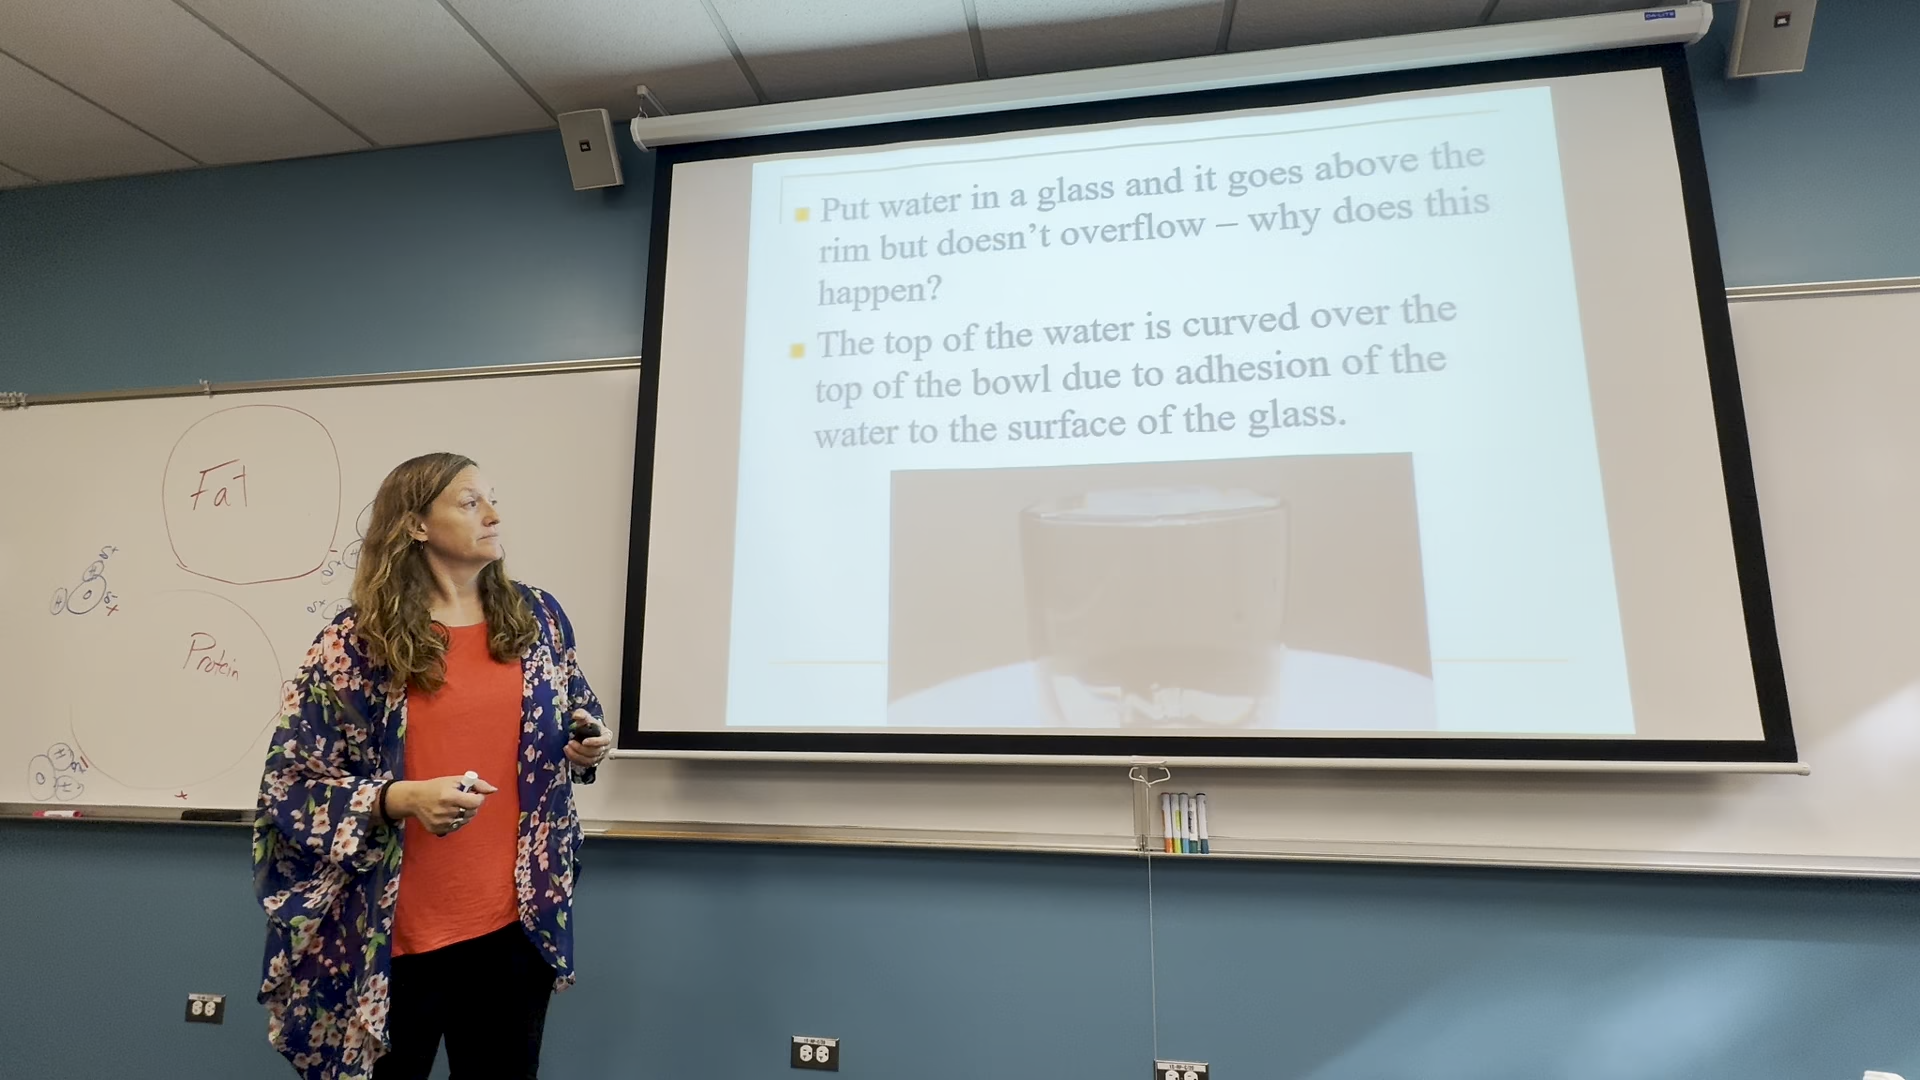 DA-LITE
Put water in a glass and it goes above the
rim but doesn't overflow – why does this
happen?
The top of the water is curved over the
top of the bowl due to adhesion of the
water to the surface of the glass.
Fat
Protein